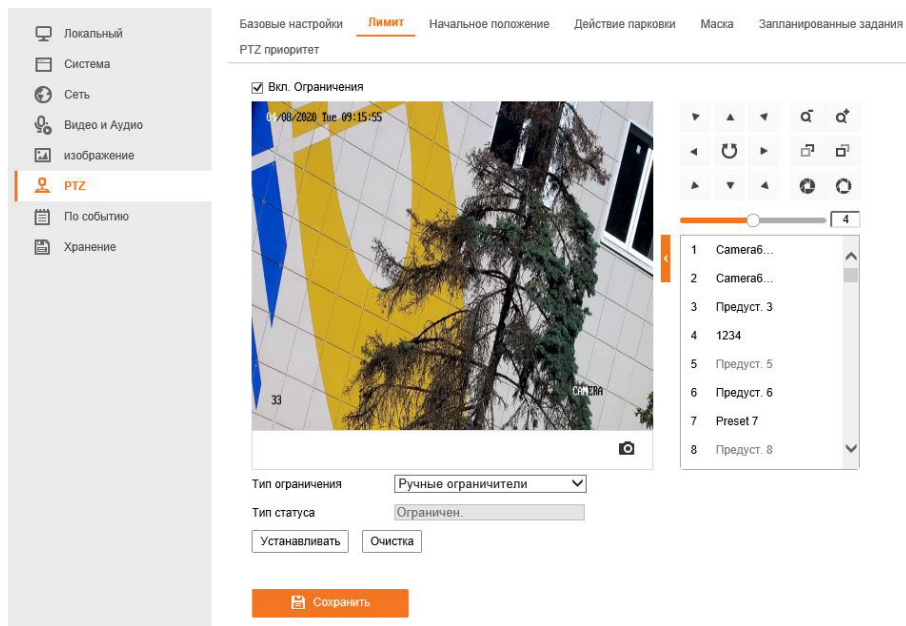 Локальный
Система
Сеть
Видео и Аудио
изображение
PTZ
По событию
Хранение
Базовые настройки Лимит Начальное положение Действие парковки Маска Запланированные задания
PTZ приоритет
Вкл. Ограничения
04/08/2020 Tue 09:15:55
33
CAMERA
4
1 Camera6...
2 Camera6...
3 Предуст. 3
4 1234
5 Предуст. 5
6 Предуст. 6
7 Preset 7
8 Предуст. 8
Тип ограничения Ручные ограничители
Тип статуса Ограничен.
Устанавливать Очистка
Сохранить